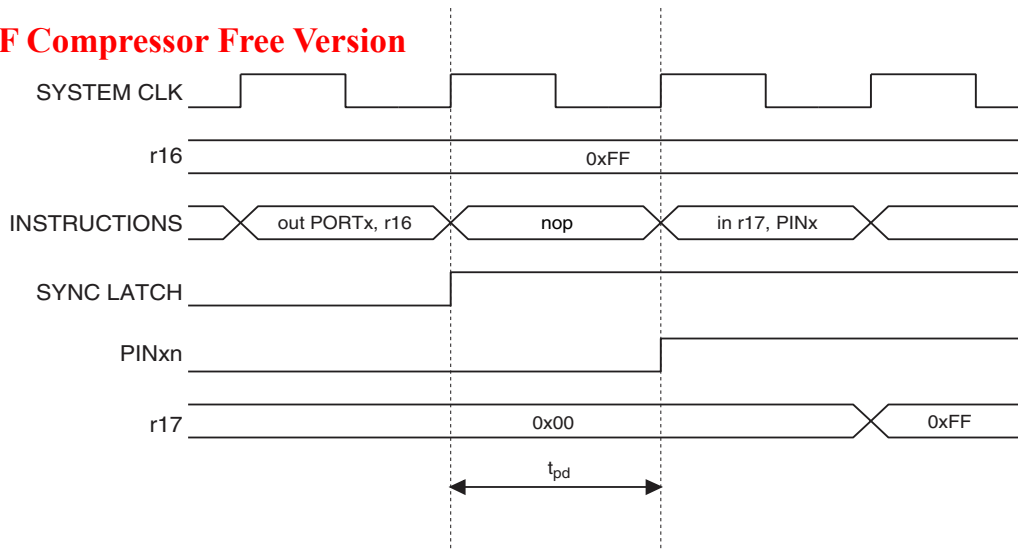 F Compressor Free Version
SYSTEM CLK
r16
0xFF
INSTRUCTIONS
out PORTx, r16
nop
in r17, PINx
SYNC LATCH
PINxn
r17
0x00
0xFF
tpd